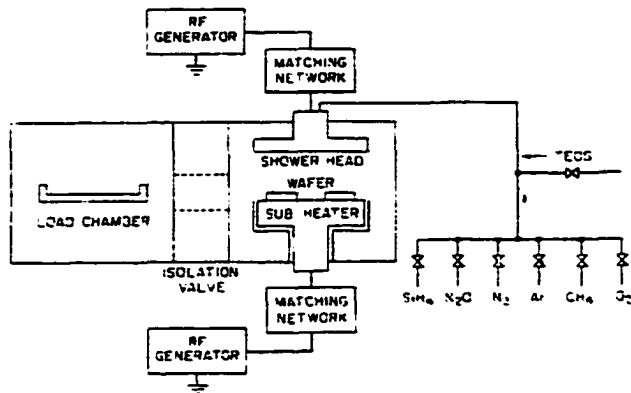 RF
GENERATOR
MATCHING
NETWORK
SHOWER HEAD
WAFER
SUB HEATER
LOAD CHAMBER
ISOLATION
VALVE
TEOS
SiH4 N2O N2 Ar CH4 O2
MATCHING
NETWORK
RF
GENERATOR